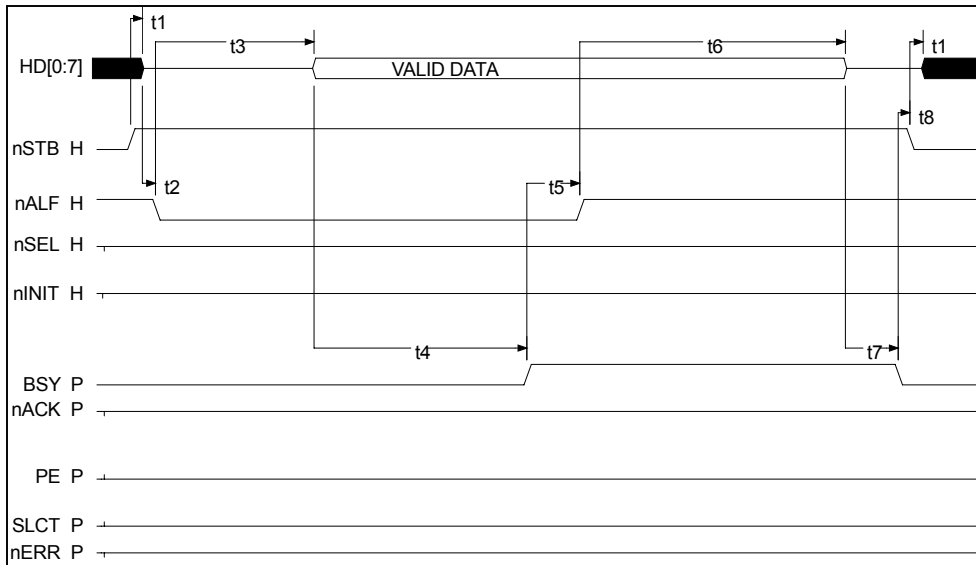 t1
t3
t6
t1
HD[0:7]
VALID DATA
t8
nSTB H
t2
t5
nALF H
nSEL H
nINIT H
t4
t7
BSY P
nACK P
PE P
SLCT P
nERR P